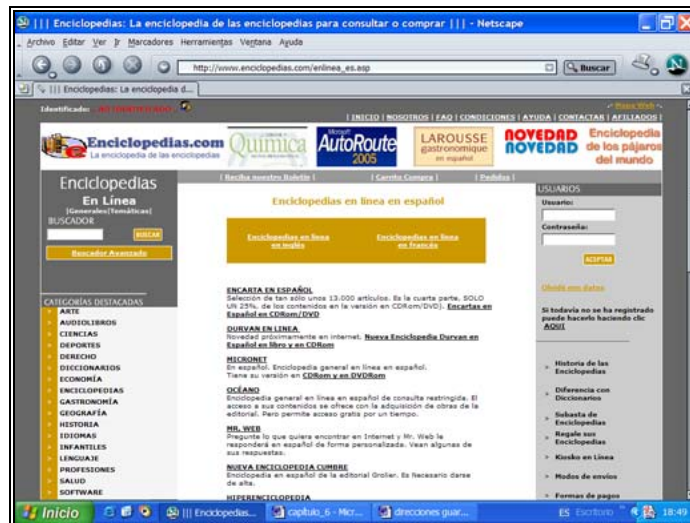 ||| Enciclopedias: La enciclopedia de las enciclopedias para consultar o comprar ||| - Netscape
Archivo Editar Ver Ir Marcadores Herramientas Ventana Ayuda
http://www.enciclopedias.com/enlinea_es.asp
Buscar
||| Enciclopedias: La enciclopedia d...
Identificado:
Mapa Web
| INICIO | NOSOTROS | FAQ | CONDICIONES | AYUDA | CONTACTAR | AFILIADOS |
Enciclopedias.com
La enciclopedia de las enciclopedias
Química
Microsoft
AutoRoute
2005
LAROUSSE
gastronomique
en español
NOVEDAD
NOVEDAD
Enciclopedia
de los pájaros
del mundo
| Reciba nuestro Boletín |
| Carrito Compra |
| Pedidos |
Enciclopedias
En Línea
|Generales|Temáticas|
BUSCADOR
BUSCAR
Buscador Avanzado
CATEGORÍAS DESTACADAS
ARTE
AUDIOLIBROS
CIENCIAS
DEPORTES
DERECHO
DICCIONARIOS
ECONOMÍA
ENCICLOPEDIAS
GASTRONOMÍA
GEOGRAFÍA
HISTORIA
IDIOMAS
INFANTILES
LENGUAJE
PROFESIONES
SALUD
SOFTWARE
Enciclopedias en línea en español
Enciclopedias en línea
en inglés
Enciclopedias en línea
en francés
ENCARTA EN ESPAÑOL
Selección de tan sólo unos 13.000 artículos. Es la cuarta parte, SOLO
UN 25%, de los contenidos en la versión en CDRom/DVD). Encartas en
Español en CDRom/DVD
DURVAN EN LINEA
Novedad próximamente en internet. Nueva Enciclopedia Durvan en
Español en libro y en CDRom
MICRONET
En español. Enciclopedia general en línea en español.
Tiene su versión en CDRom y en DVDRom
OCÉANO
Enciclopedia general en línea en español de consulta restringida. El
acceso a sus contenidos se ofrece con la adquisición de obras de la
editorial. Pero permite acceso gratis por un tiempo.
MR. WEB
Pregunte lo que quiera encontrar en Internet y Mr. Web le
responderá en español de forma personalizada. Vean algunas de
sus respuestas.
NUEVA ENCICLOPEDIA CUMBRE
Enciclopedia en español de la editorial Grolier. Es Necesario darse
de alta.
HIPERENCICLOPEDIA
USUARIOS
Usuario:
Contraseña:
ACEPTAR
Olvidé mis datos
Si todavía no se ha registrado
puede hacerlo haciendo clic
AQUI
Historia de las
Enciclopedias
Diferencia con
Diccionarios
Subasta de
Enciclopedias
Regale sus
Enciclopedias
Kiosko en Línea
Modos de envíos
Formas de pagos
Inicio
||| Enciclopedias...
capitulo_6 - Micr...
direcciones guar...
ES
Escritorio
18:49